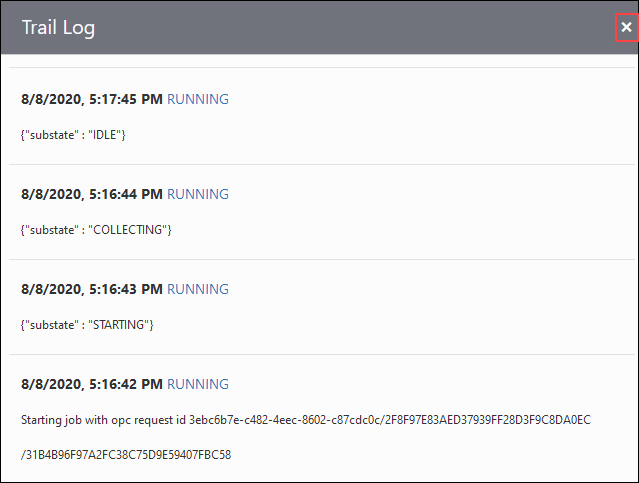 Trail Log
8/8/2020, 5:17:45 PM RUNNING
{"substate" : "IDLE"}
8/8/2020, 5:16:44 PM RUNNING
{"substate" : "COLLECTING"}
8/8/2020, 5:16:43 PM RUNNING
{"substate" : "STARTING"}
8/8/2020, 5:16:42 PM RUNNING
Starting job with opc request id 3ebc6b7e-c482-4eec-8602-c87cdc0c/2F8F97E83AED37939FF28D3F9C8DA0EC
/31B4B96F97A2FC38C75D9E59407FBC58